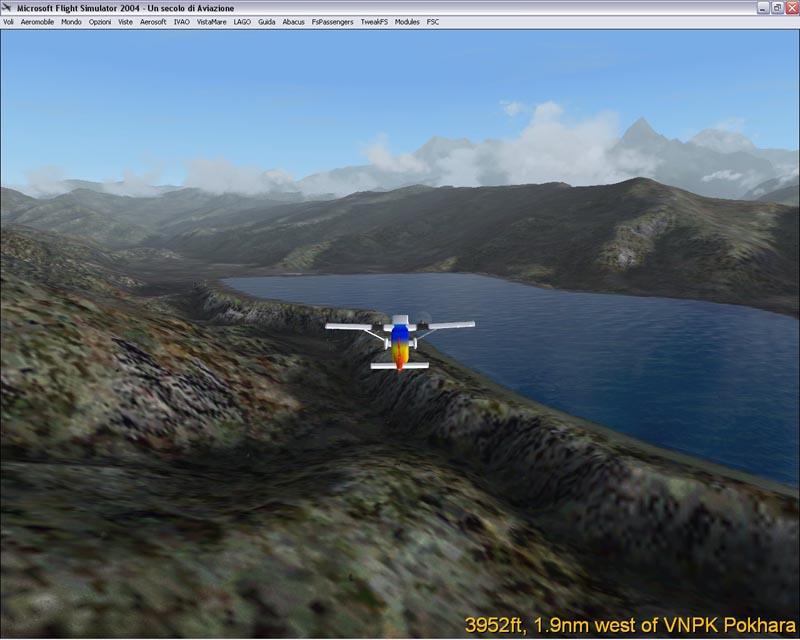 Microsoft Flight Simulator 2004 - Un secolo di Aviazione
Voli Aeromobile Mondo Opzioni Viste Aerosoft IVAO VistaMare LAGO Guida Abacus FsPassengers TweakFS Modules FSC
3952ft, 1.9nm west of VNPK Pokhara